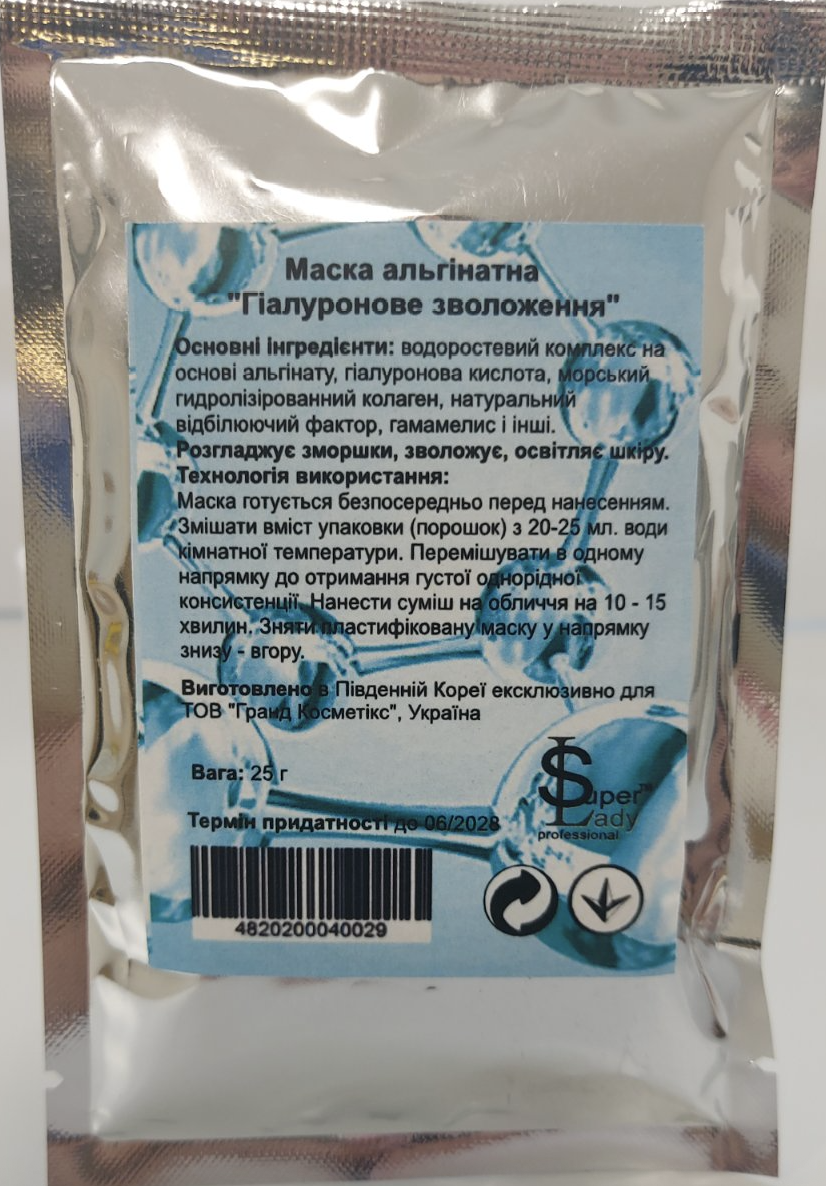 Маска альгінатна
"Гіалуронове зволоження"
Основні інгредієнти: водоростевий комплекс на
основі альгінату, гіалуронова кислота, морський
гидролізірованний колаген, натуральний
відбілюючий фактор, гамамелис і інші.
Розгладжує зморшки, зволожує, освітляє шкіру.
Технологія використання:
Маска готується безпосередньо перед нанесенням.
Змішати вміст упаковки (порошок) з 20-25 мл. води
кімнатної температури. Перемішувати в одному
напрямку до отримання густої однорідної
консистенції. Нанести суміш на обличчя на 10 - 15
хвилин. Зняти пластифіковану маску у напрямку
знизу - вгору.
Виготовлено в Південній Кореї ексклюзивно для
ТОВ "Гранд Косметікс", Україна
Вага: 25 г
Super™
Lady
professional
Термін придатності до 06/2028
4820200040029